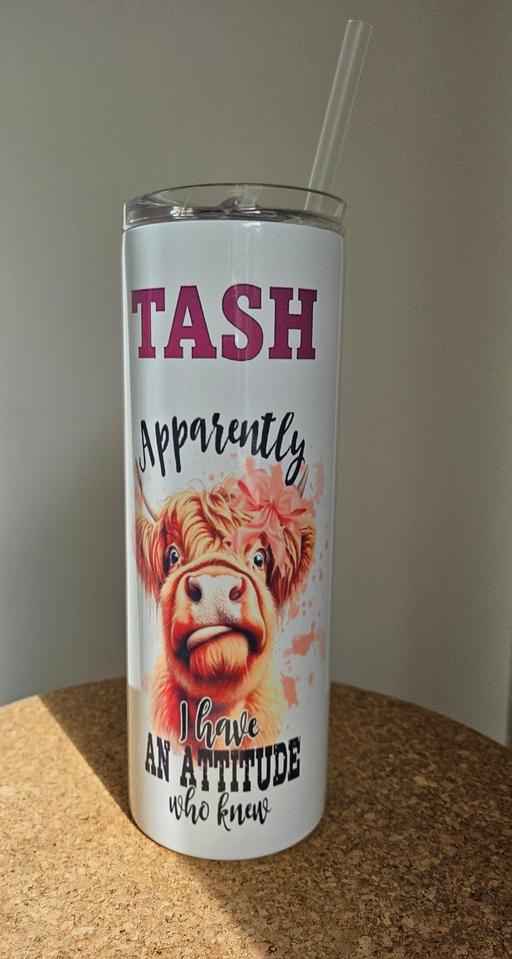 TASH
Apparently
I have
AN ATTITUDE
who knew